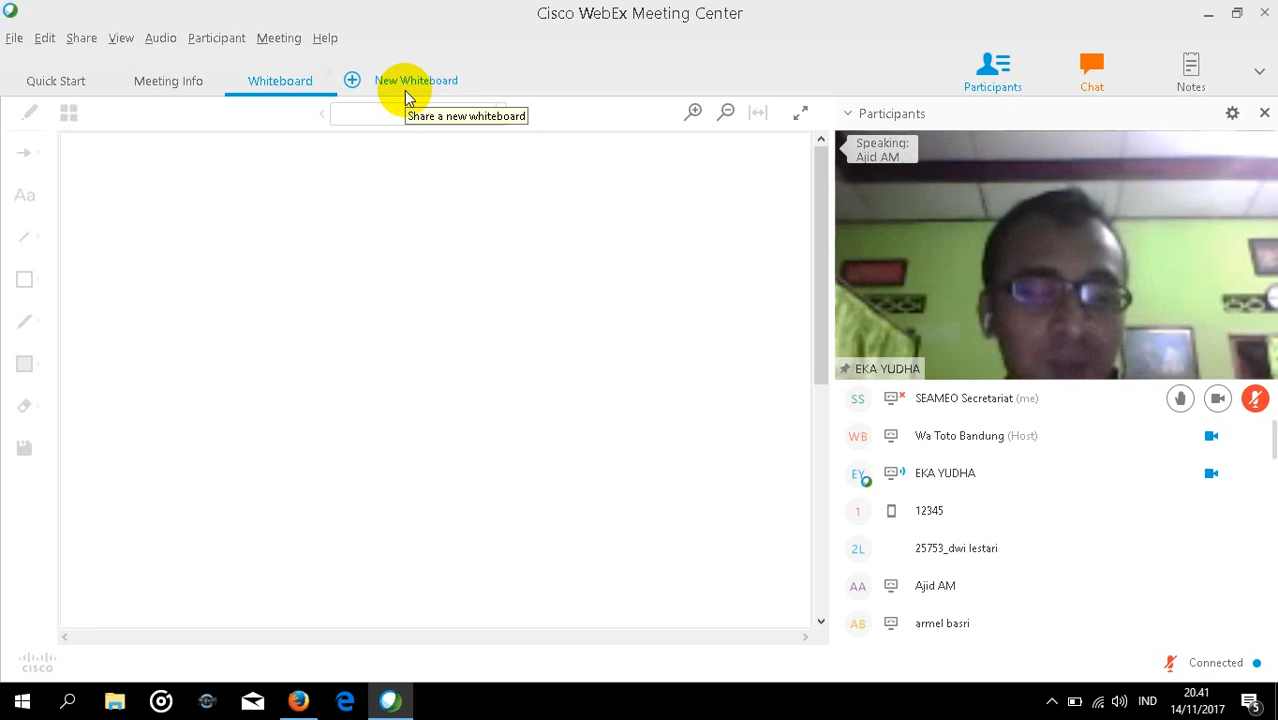 Cisco WebEx Meeting Center
File Edit Share View Audio Participant Meeting Help
Quick Start Meeting Info Whiteboard New Whiteboard
Participants Chat Notes
Share a new whiteboard
Participants
Speaking:
Ajid AM
Aa
EKA YUDHA
SS SEAMEO Secretariat (me)
WB Wa Toto Bandung (Host)
EY EKA YUDHA
1 12345
2L 25753_dwi lestari
AA Ajid AM
AB armel basri
cisco
Connected
IND
20.41
14/11/2017
5